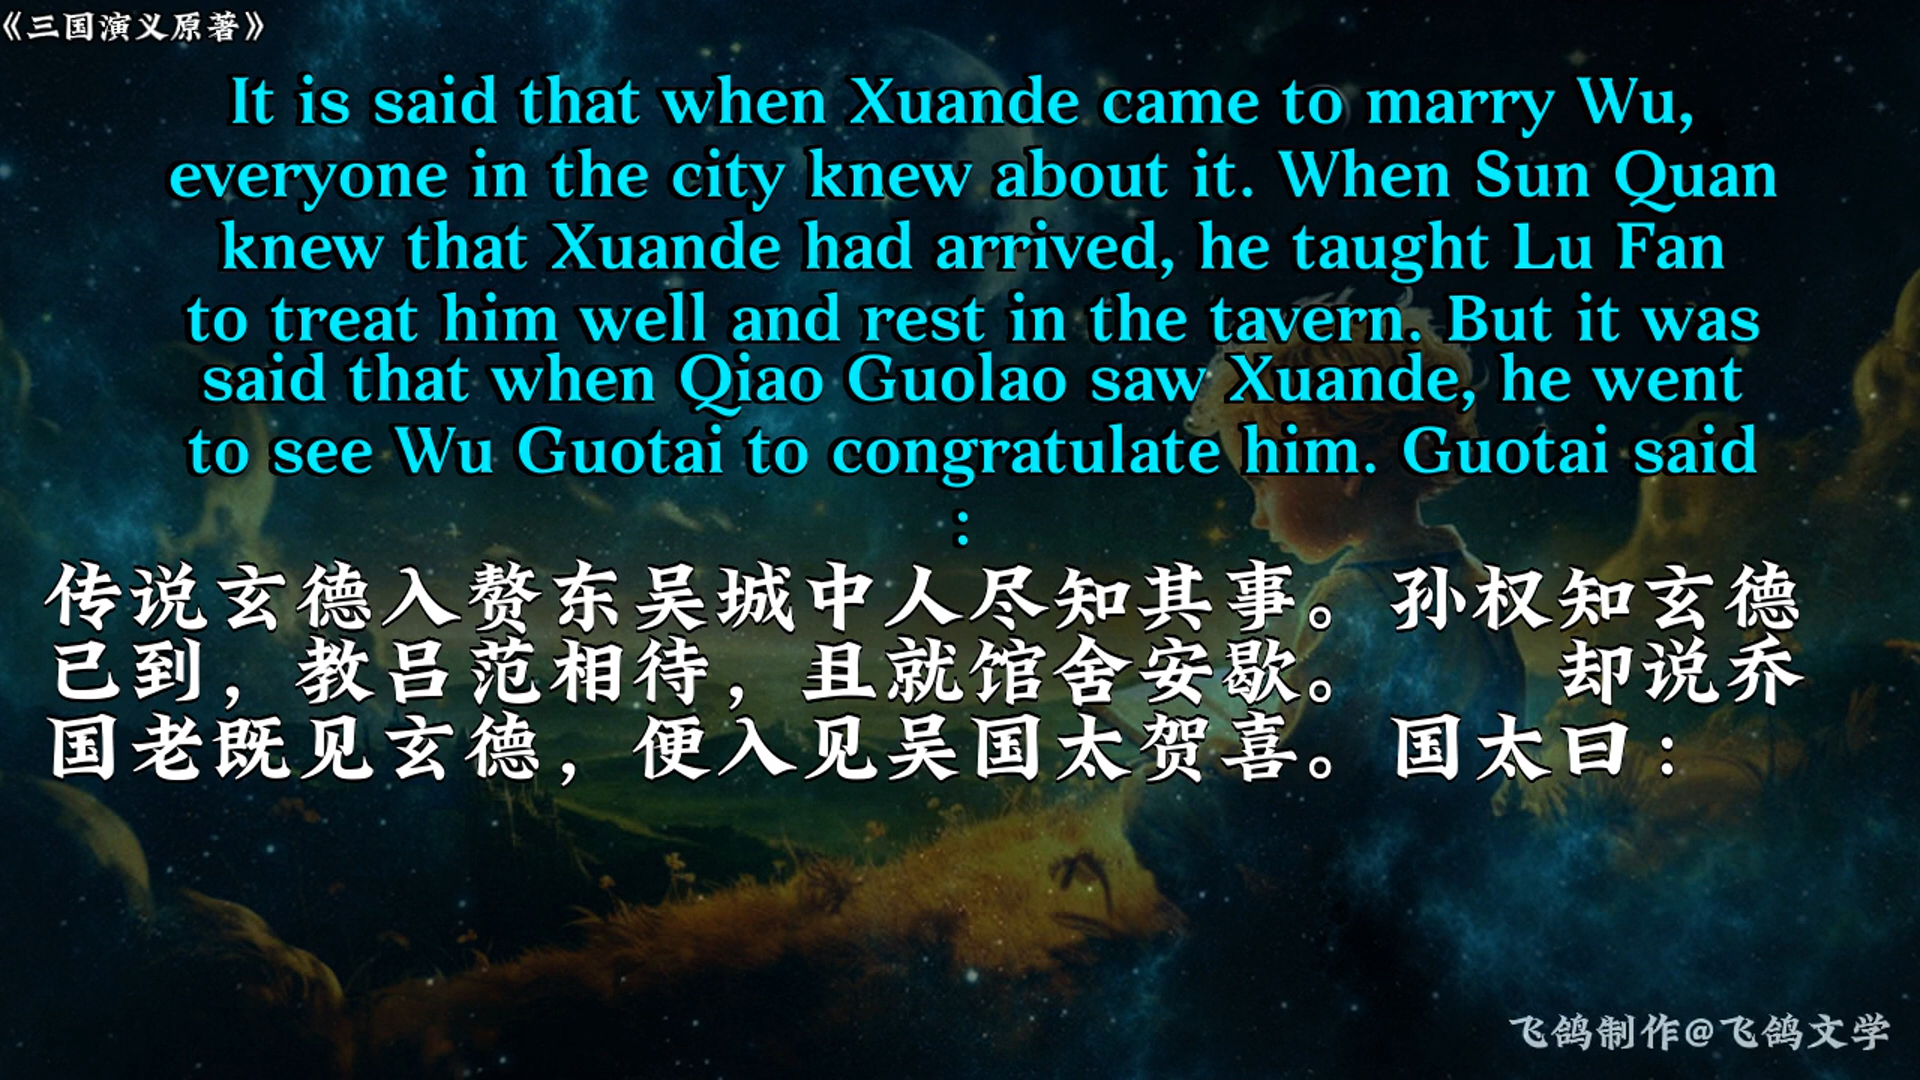 《三国演义原著》
It is said that when Xuande came to marry Wu,
everyone in the city knew about it. When Sun Quan
knew that Xuande had arrived, he taught Lu Fan
to treat him well and rest in the tavern. But it was
said that when Qiao Guolao saw Xuande, he went
to see Wu Guotai to congratulate him. Guotai said
:
传说玄德入赘东吴城中人尽知其事。孙权知玄德
已到，教吕范相待，且就馆舍安歇。　　却说乔
国老既见玄德，便入见吴国太贺喜。国太曰：
飞鸽制作@飞鸽文学